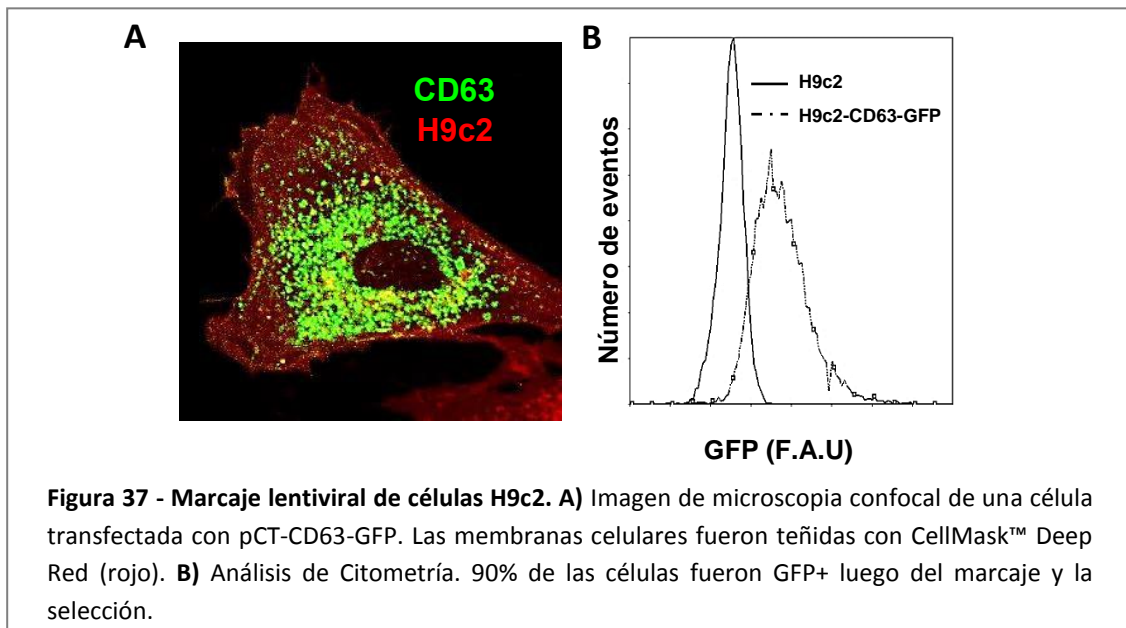 A
CD63
H9c2
B
H9c2
H9c2-CD63-GFP
Número de eventos
GFP (F.A.U)
Figura 37 - Marcaje lentiviral de células H9c2. A) Imagen de microscopia confocal de una célula
transfectada con pCT-CD63-GFP. Las membranas celulares fueron teñidas con CellMask™ Deep
Red (rojo). B) Análisis de Citometría. 90% de las células fueron GFP+ luego del marcaje y la
selección.